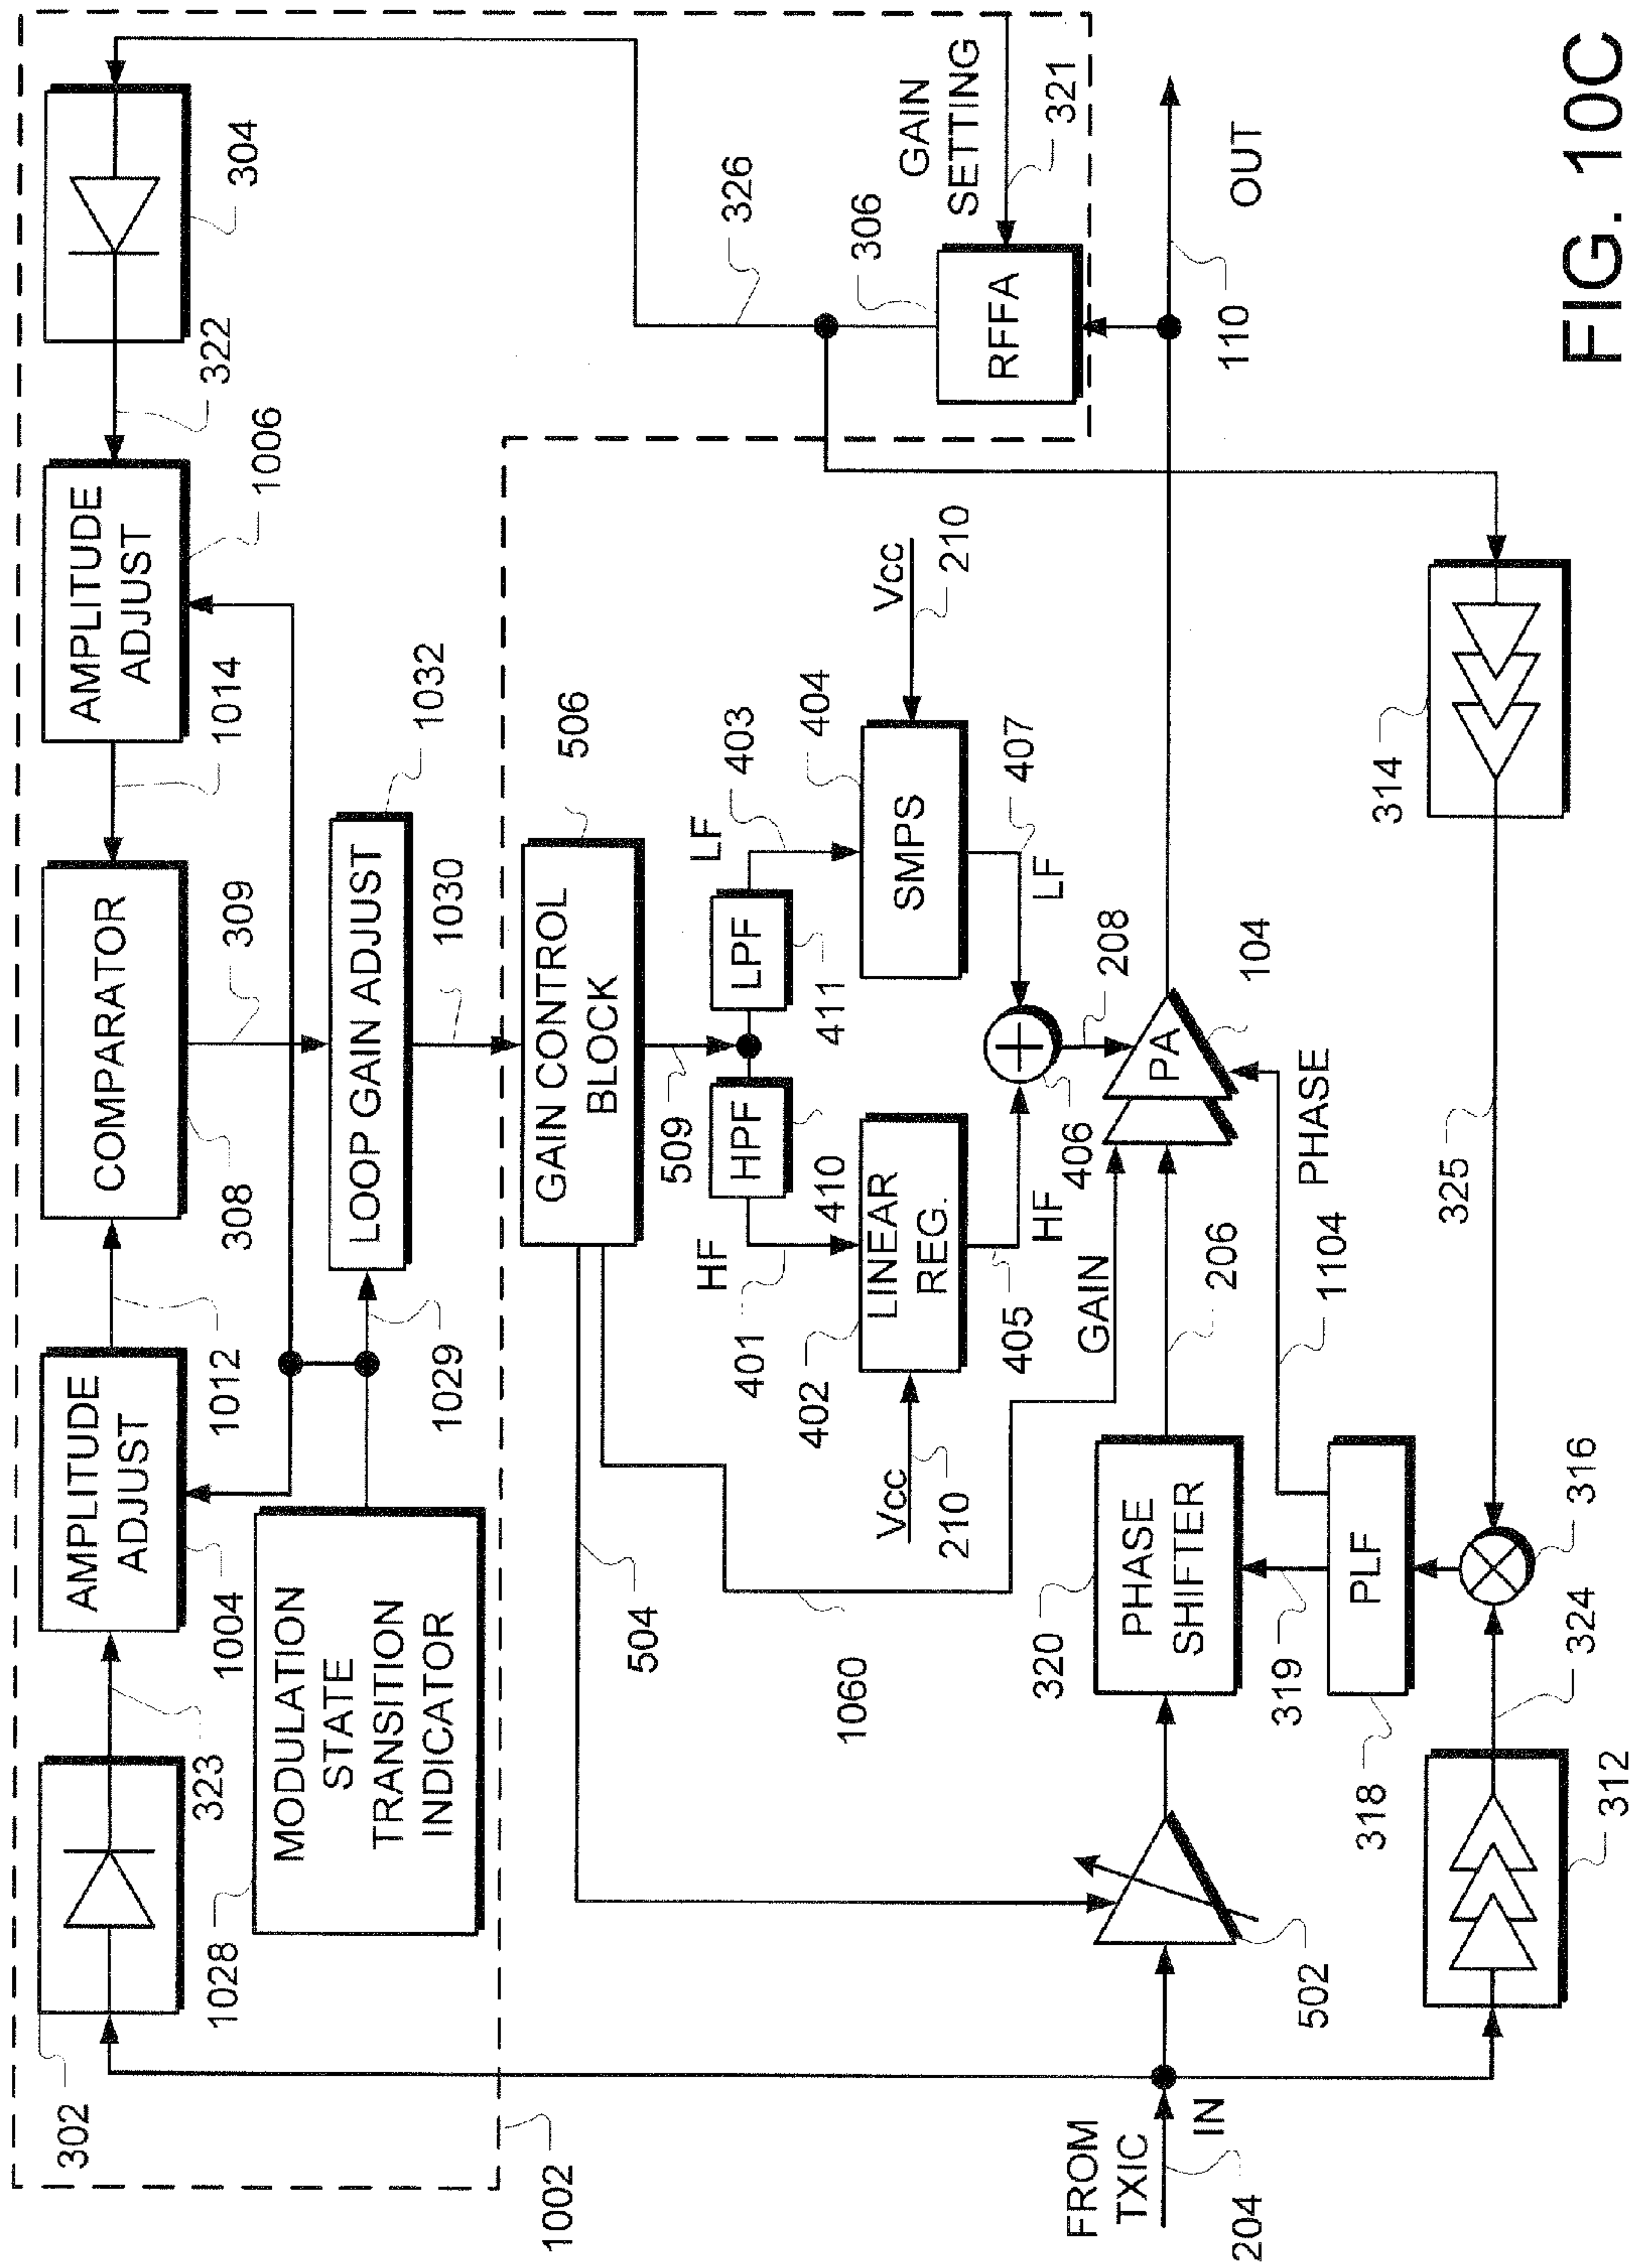 302
323
1004
AMPLITUDE
ADJUST
1012
308
COMPARATOR
309
1014
AMPLITUDE
ADJUST
1006
322
304
1028
MODULATION
STATE
TRANSITION
INDICATOR
1029
LOOP GAIN ADJUST
1032
1030
1002
GAIN CONTROL
BLOCK
506
504
1060
509
HF
401
HPF
410
LPF
411
LF
403
Vcc
210
402
LINEAR
REG.
405
HF
SMPS
404
407
LF
Vcc
210
406
208
GAIN
PA
104
PHASE
1104
206
326
306
RFFA
GAIN
SETTING
321
110
OUT
FROM
TXIC
IN
204
502
320
PHASE
SHIFTER
319
PLF
318
316
324
312
325
314
FIG. 10C